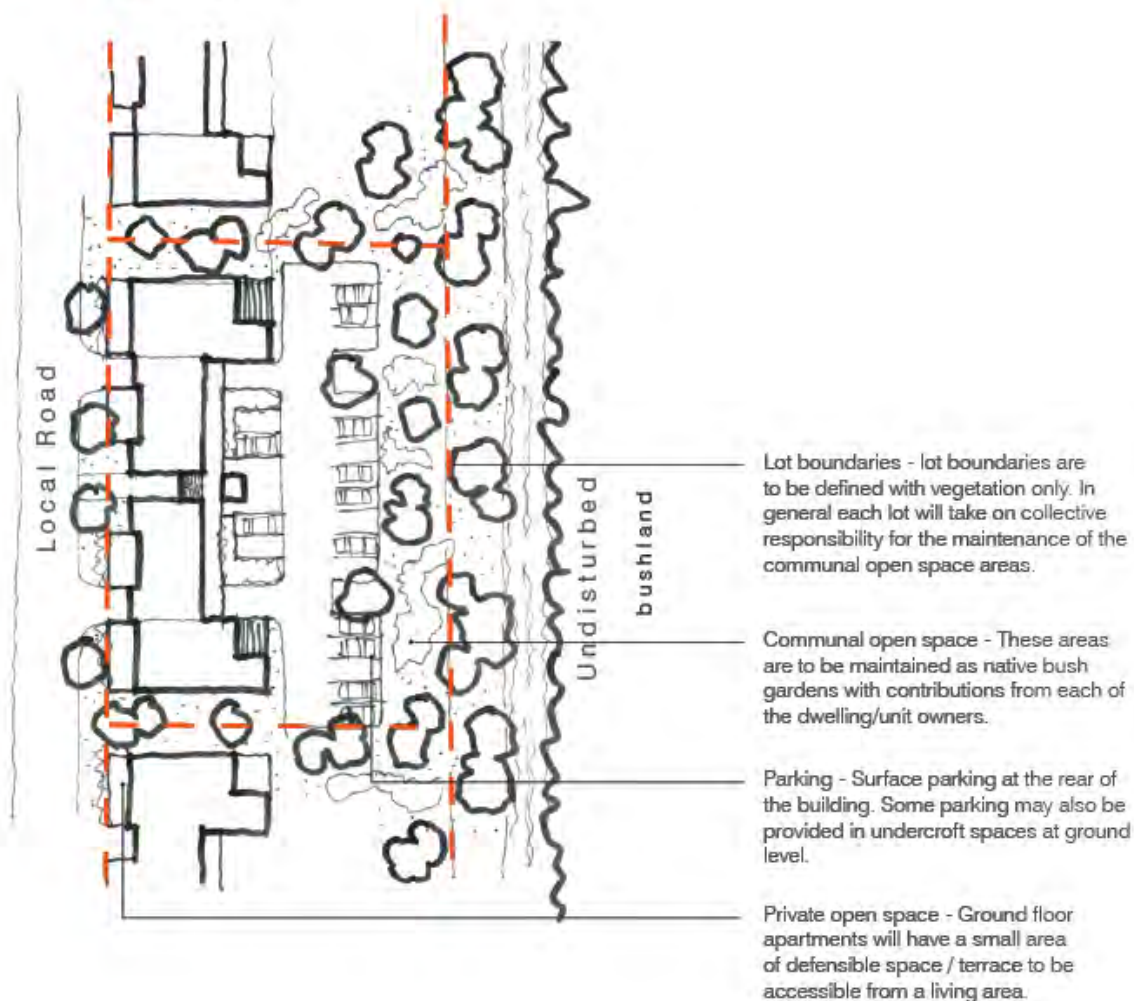 Local Road
Undisturbed
bushland
Lot boundaries - lot boundaries are
to be defined with vegetation only. In
general each lot will take on collective
responsibility for the maintenance of the
communal open space areas.
Communal open space - These areas
are to be maintained as native bush
gardens with contributions from each of
the dwelling/unit owners.
Parking - Surface parking at the rear of
the building. Some parking may also be
provided in undercroft spaces at ground
level.
Private open space - Ground floor
apartments will have a small area
of defensible space / terrace to be
accessible from a living area.